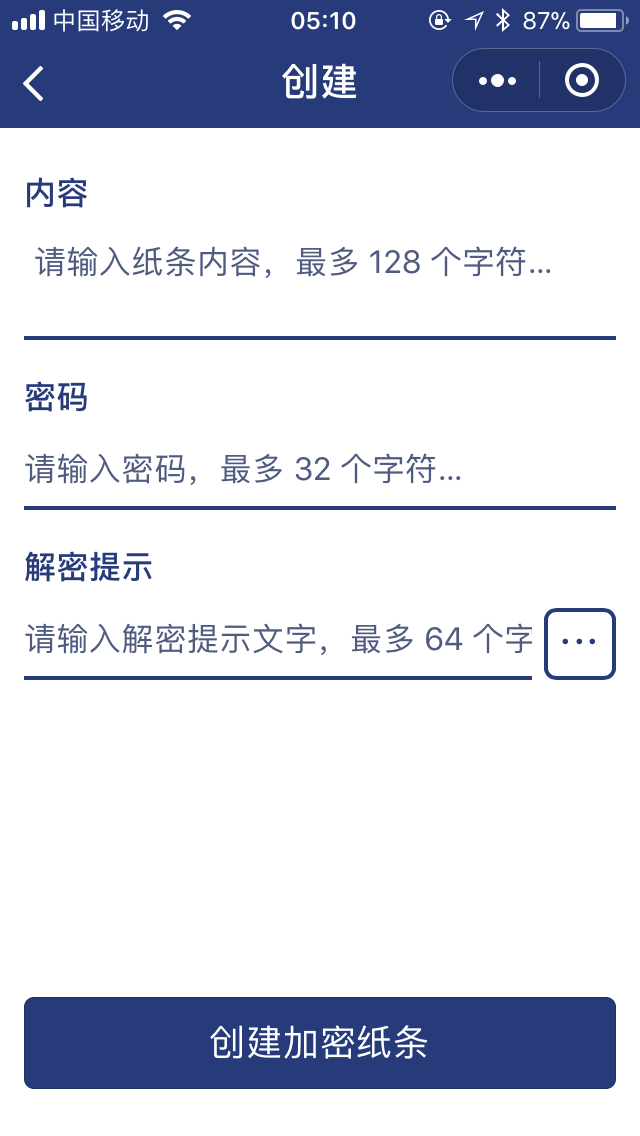 中国移动
05:10
87%
创建
内容
请输入纸条内容，最多 128 个字符...
密码
请输入密码，最多 32 个字符...
解密提示
请输入解密提示文字，最多 64 个字
创建加密纸条